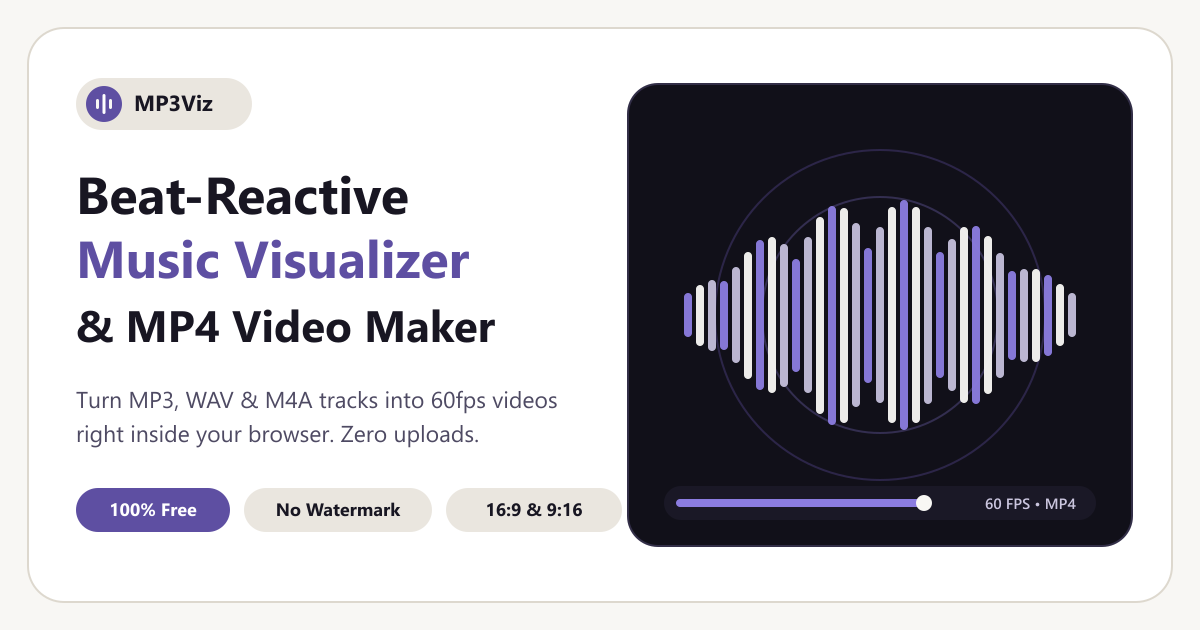 MP3Viz
Beat-Reactive
Music Visualizer
& MP4 Video Maker
Turn MP3, WAV & M4A tracks into 60fps videos
right inside your browser. Zero uploads.
100% Free
No Watermark
16:9 & 9:16
60 FPS • MP4